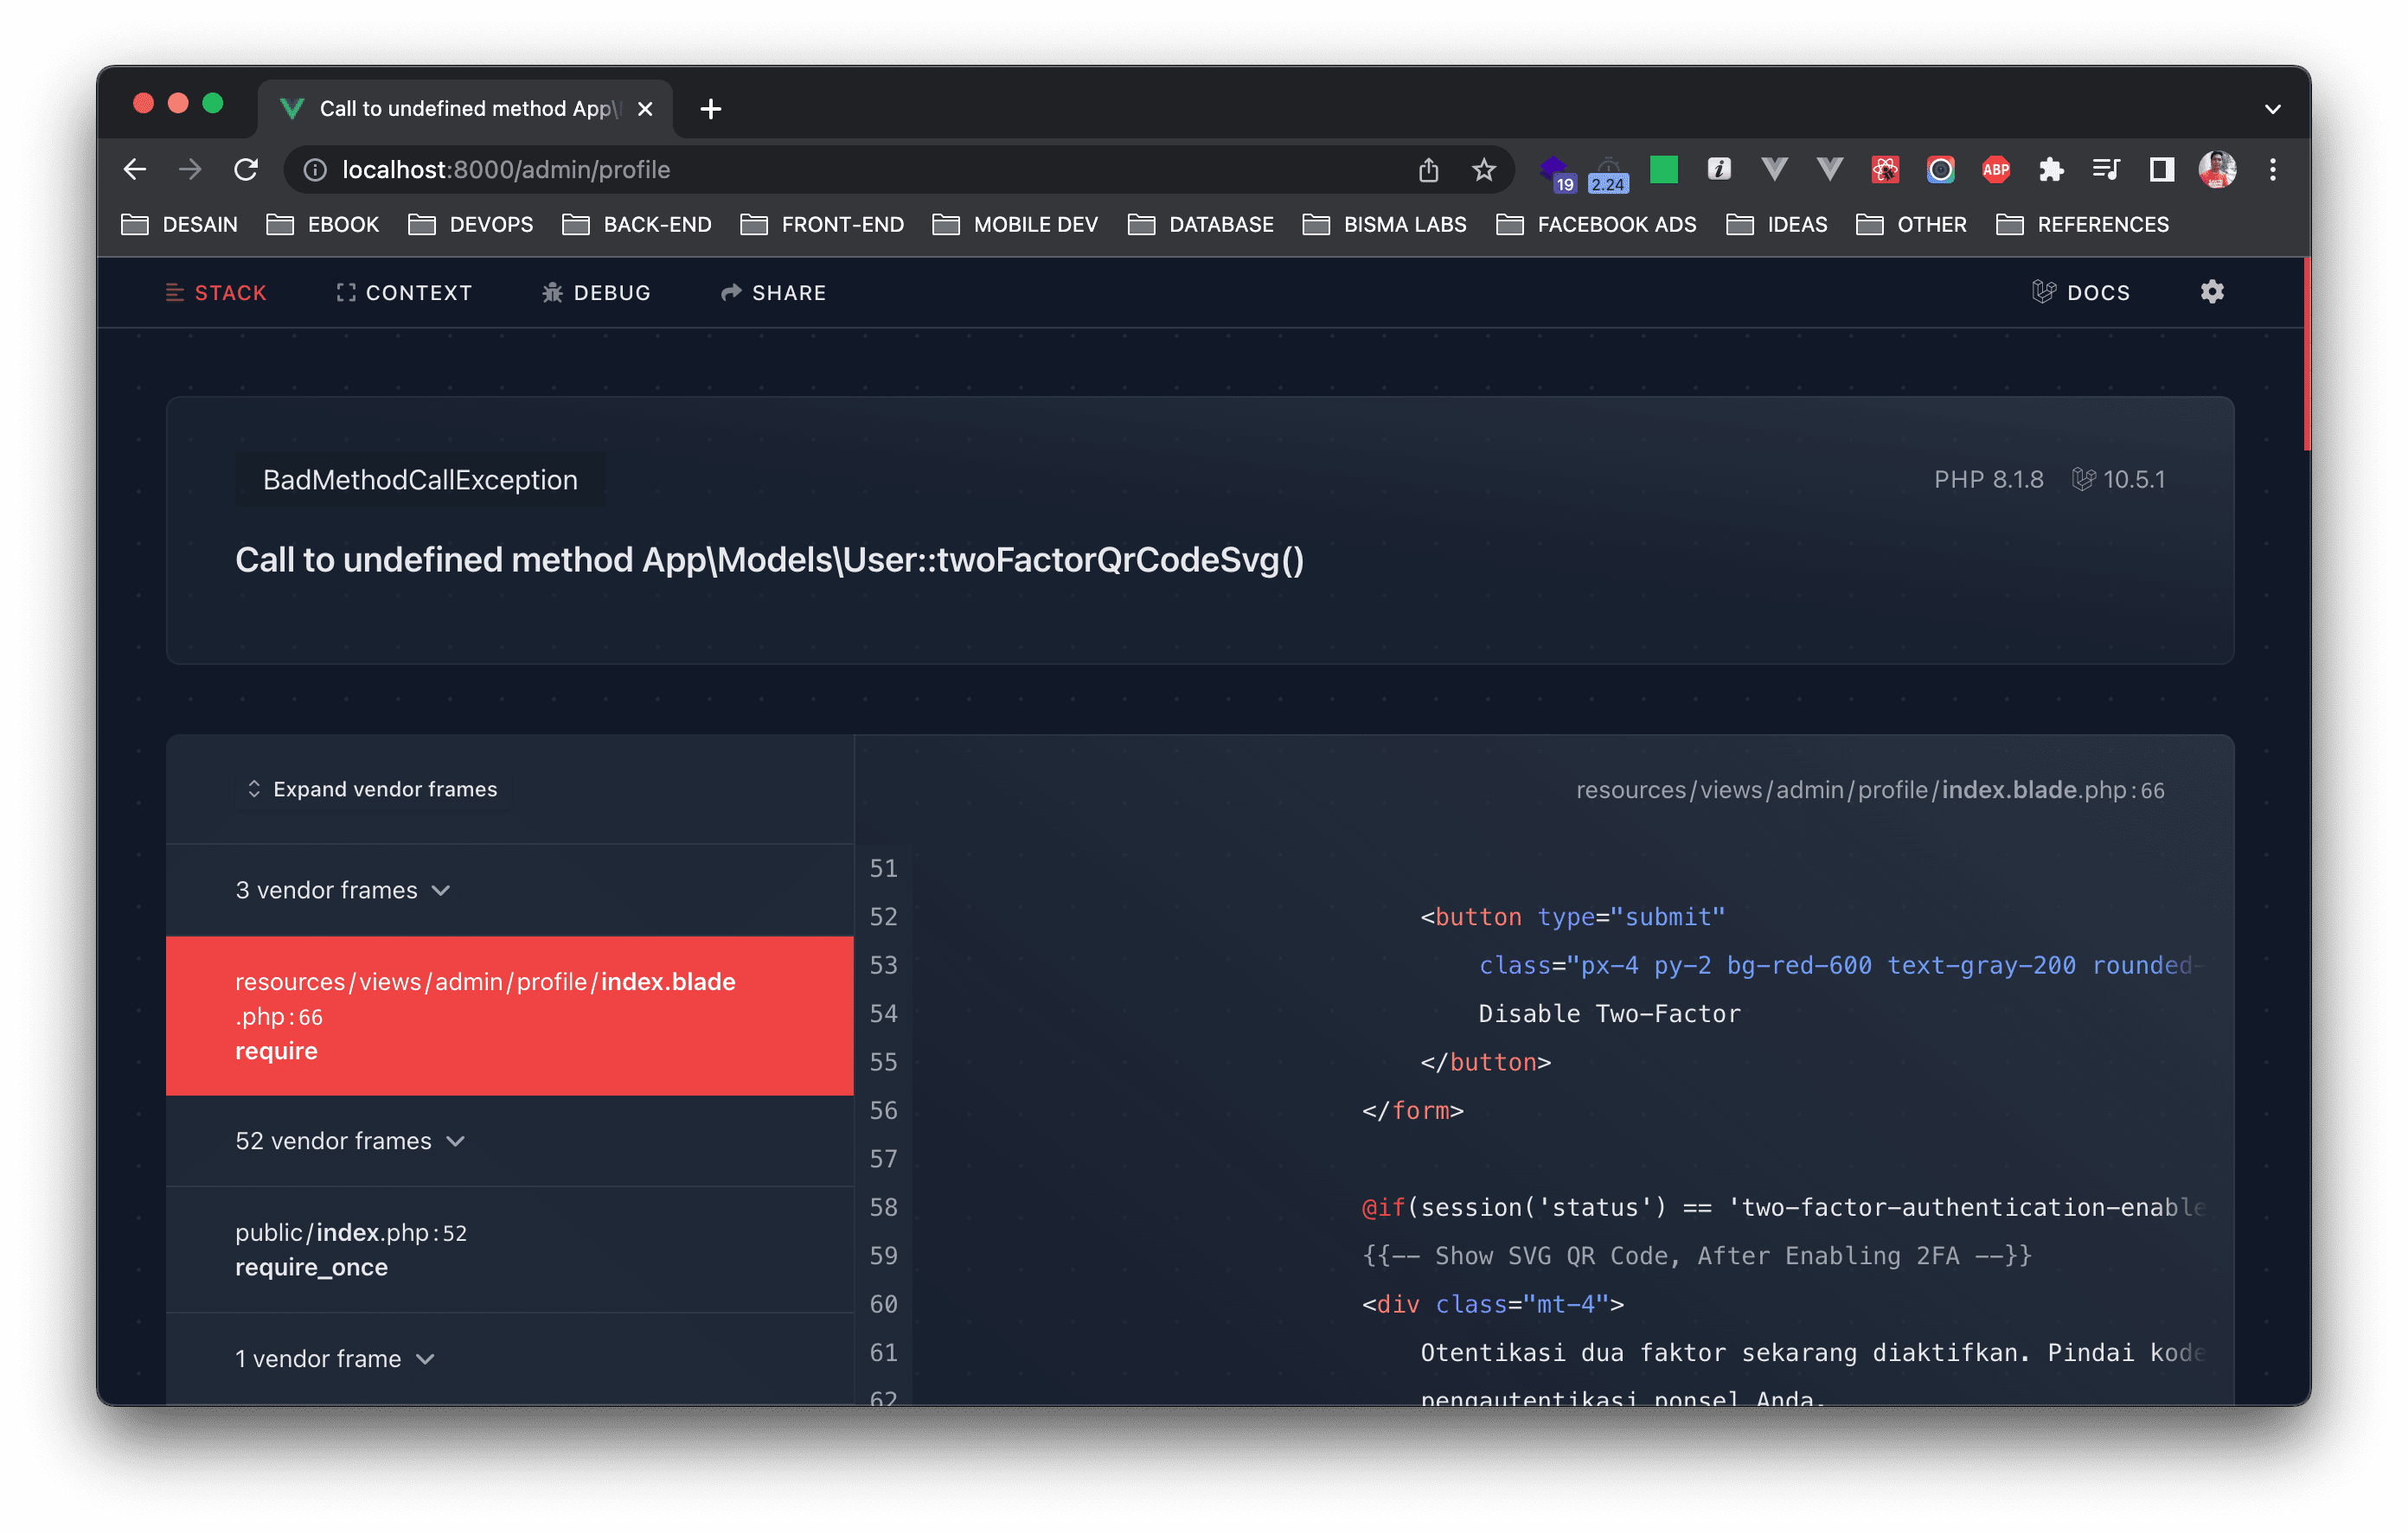 Call to undefined method App\
localhost:8000/admin/profile
19
2.24
i
ABP
DESAIN
EBOOK
DEVOPS
BACK-END
FRONT-END
MOBILE DEV
DATABASE
BISMA LABS
FACEBOOK ADS
IDEAS
OTHER
REFERENCES
STACK
CONTEXT
DEBUG
SHARE
DOCS
BadMethodCallException
PHP 8.1.8
10.5.1
Call to undefined method App\Models\User::twoFactorQrCodeSvg()
Expand vendor frames
3 vendor frames
resources/views/admin/profile/index.blade
.php:66
require
52 vendor frames
public/index.php:52
require_once
1 vendor frame
resources/views/admin/profile/index.blade.php:66
51
52 <button type="submit"
53 class="px-4 py-2 bg-red-600 text-gray-200 rounded-
54 Disable Two-Factor
55 </button>
56 </form>
57
58 @if(session('status') == 'two-factor-authentication-enable
59 {{-- Show SVG QR Code, After Enabling 2FA --}}
60 <div class="mt-4">
61 Otentikasi dua faktor sekarang diaktifkan. Pindai kode
62 pengautentikasi ponsel Anda.